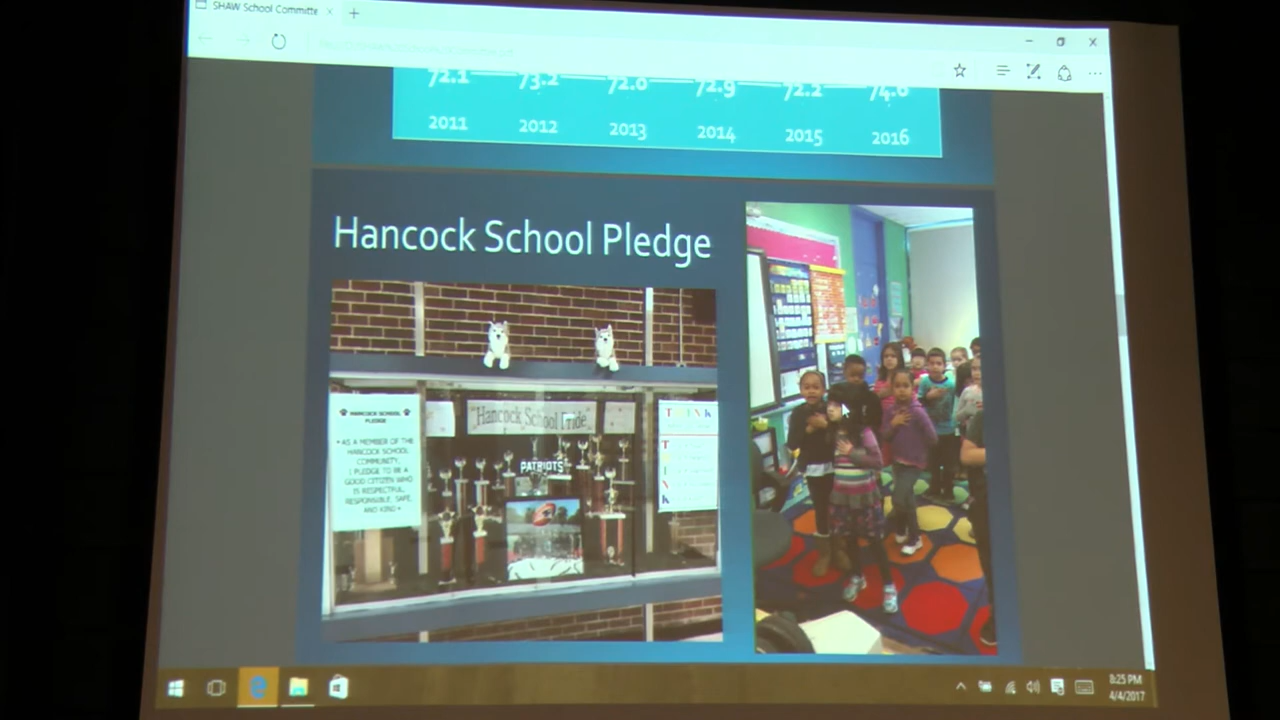 SHAW School Committe
72.1 73.2 72.0 72.9 72.2 74.6
2011 2012 2013 2014 2015 2016
Hancock School Pledge
HANCOCK SCHOOL
PLEDGE
• AS A MEMBER OF THE
HANCOCK SCHOOL
COMMUNITY,
I PLEDGE TO BE A
GOOD CITIZEN WHO
IS RESPECTFUL,
RESPONSIBLE, SAFE,
AND KIND •
"Hancock School Pride"
PATRIOTS
THINK
T
H
I
N
K
8:25 PM
4/4/2017